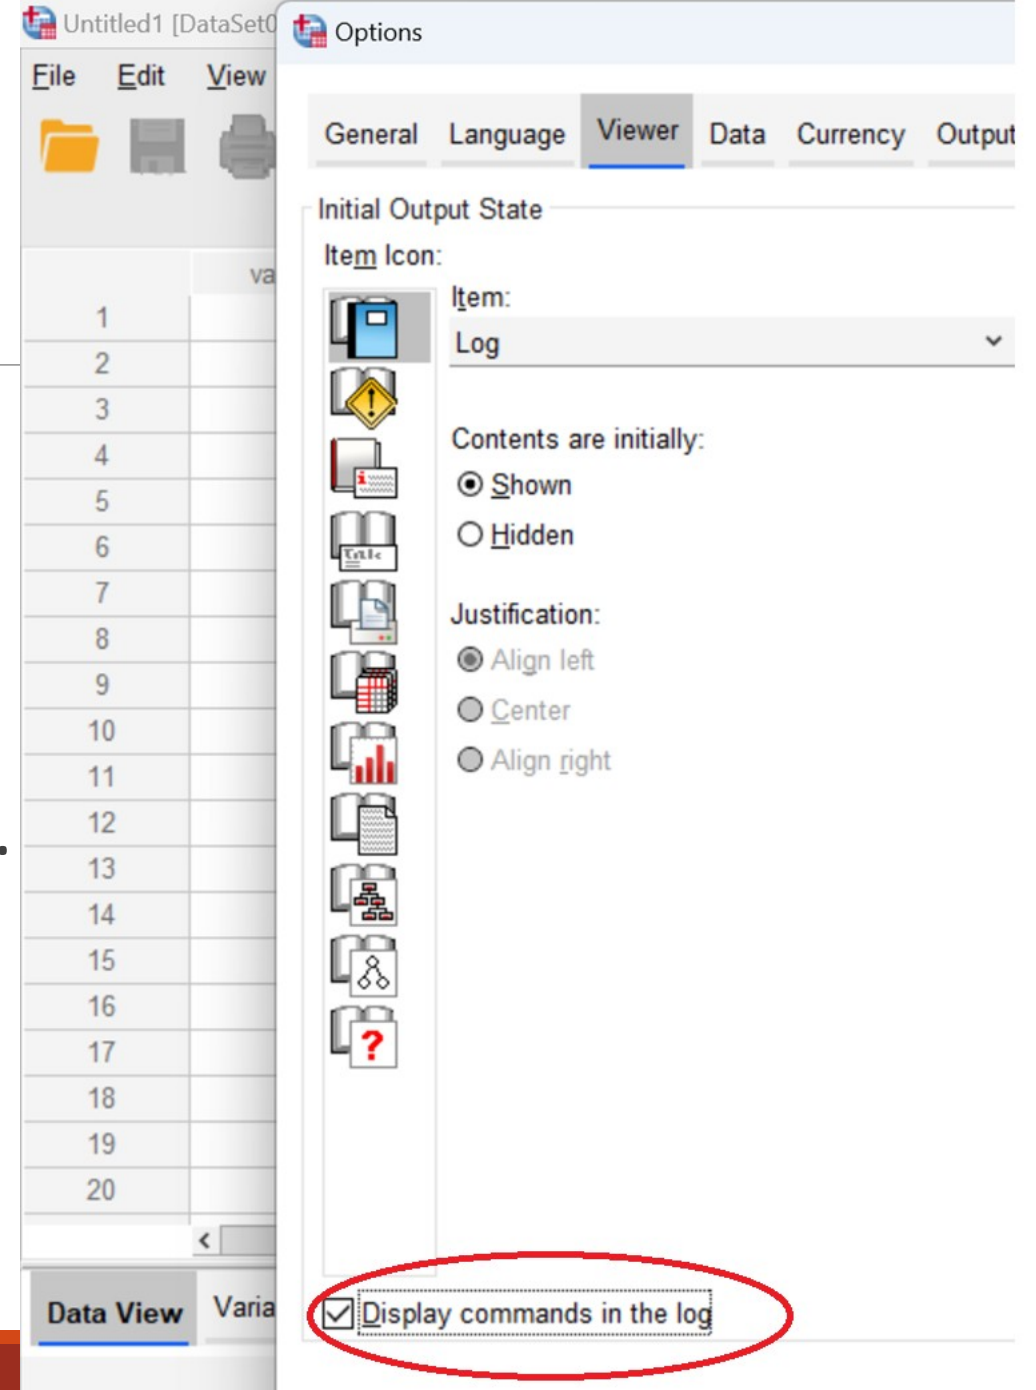 Untitled1 [DataSet0
Options
File Edit View
General Language Viewer Data Currency Output
Initial Output State
Item Icon:
va
Item:
Log
Contents are initially:
Shown
Hidden
Justification:
Align left
Center
Align right
1
2
3
4
5
6
7
8
9
10
11
12
13
14
15
16
17
18
19
20
Display commands in the log
Data View Varia